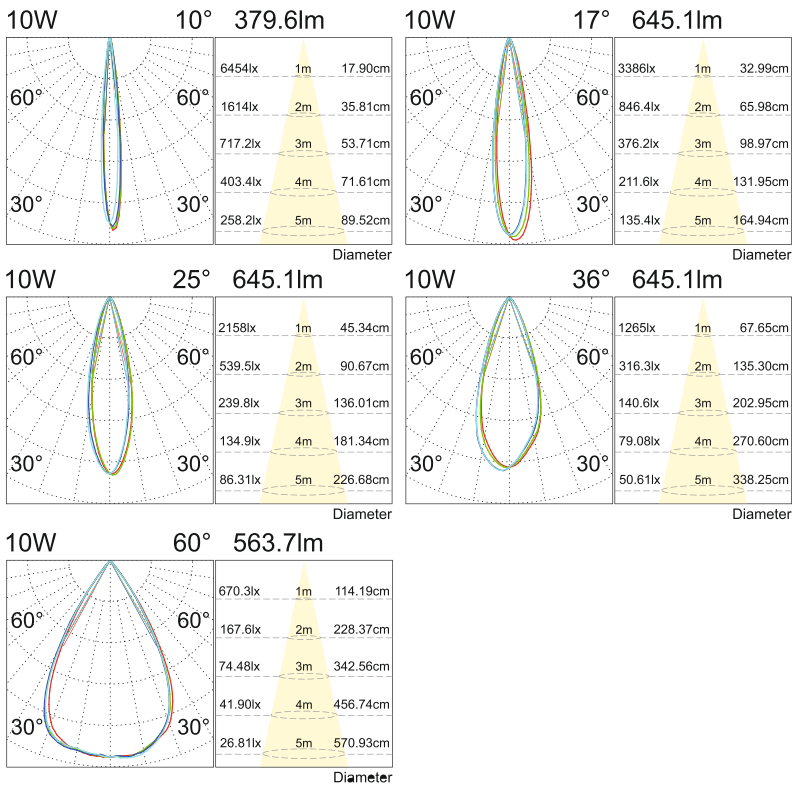 10W 10° 379.6lm
6454lx 1m 17.90cm
60° 60° 1614lx 2m 35.81cm
717.2lx 3m 53.71cm
30° 30° 403.4lx 4m 71.61cm
258.2lx 5m 89.52cm
Diameter
10W 17° 645.1lm
3386lx 1m 32.99cm
60° 60° 846.4lx 2m 65.98cm
376.2lx 3m 98.97cm
30° 30° 211.6lx 4m 131.95cm
135.4lx 5m 164.94cm
Diameter
10W 25° 645.1lm
2158lx 1m 45.34cm
60° 60° 539.5lx 2m 90.67cm
239.8lx 3m 136.01cm
30° 30° 134.9lx 4m 181.34cm
86.31lx 5m 226.68cm
Diameter
10W 36° 645.1lm
1265lx 1m 67.65cm
60° 60° 316.3lx 2m 135.30cm
140.6lx 3m 202.95cm
30° 30° 79.08lx 4m 270.60cm
50.61lx 5m 338.25cm
Diameter
10W 60° 563.7lm
670.3lx 1m 114.19cm
60° 60° 167.6lx 2m 228.37cm
74.48lx 3m 342.56cm
30° 30° 41.90lx 4m 456.74cm
26.81lx 5m 570.93cm
Diameter